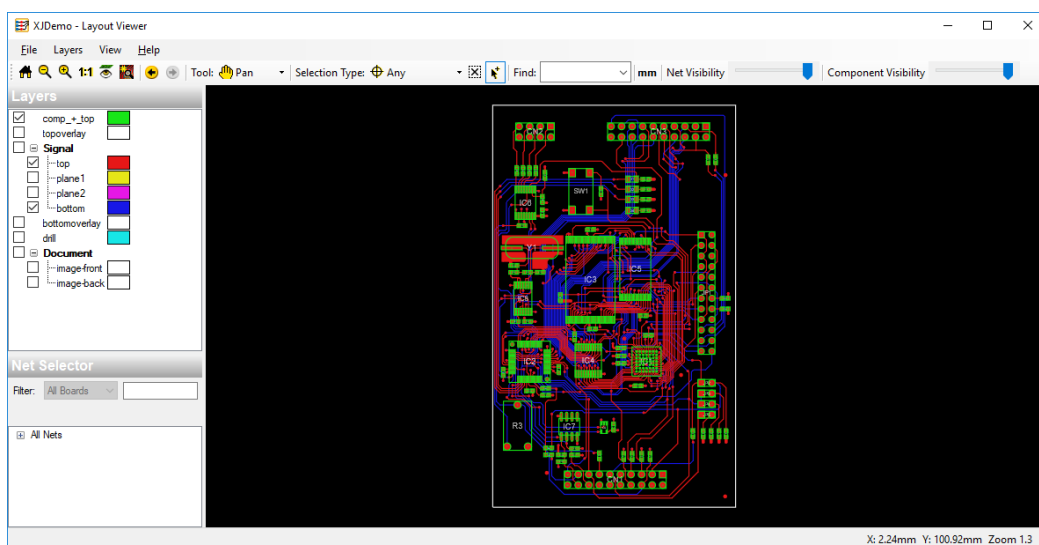 XJDemo - Layout Viewer
File Layers View Help
1:1 Tool: Pan Selection Type: Any Find: mm Net Visibility Component Visibility
Layers
comp_+_top
topoverlay
Signal
top
plane1
plane2
bottom
bottomoverlay
drill
Document
image-front
image-back
Net Selector
Filter: All Boards
All Nets
CN2
CN3
SW1
IC6
Y1
IC5
IC3
IC2
IC4
R3
IC7
CN1
X: 2.24mm Y: 100.92mm Zoom 1.3